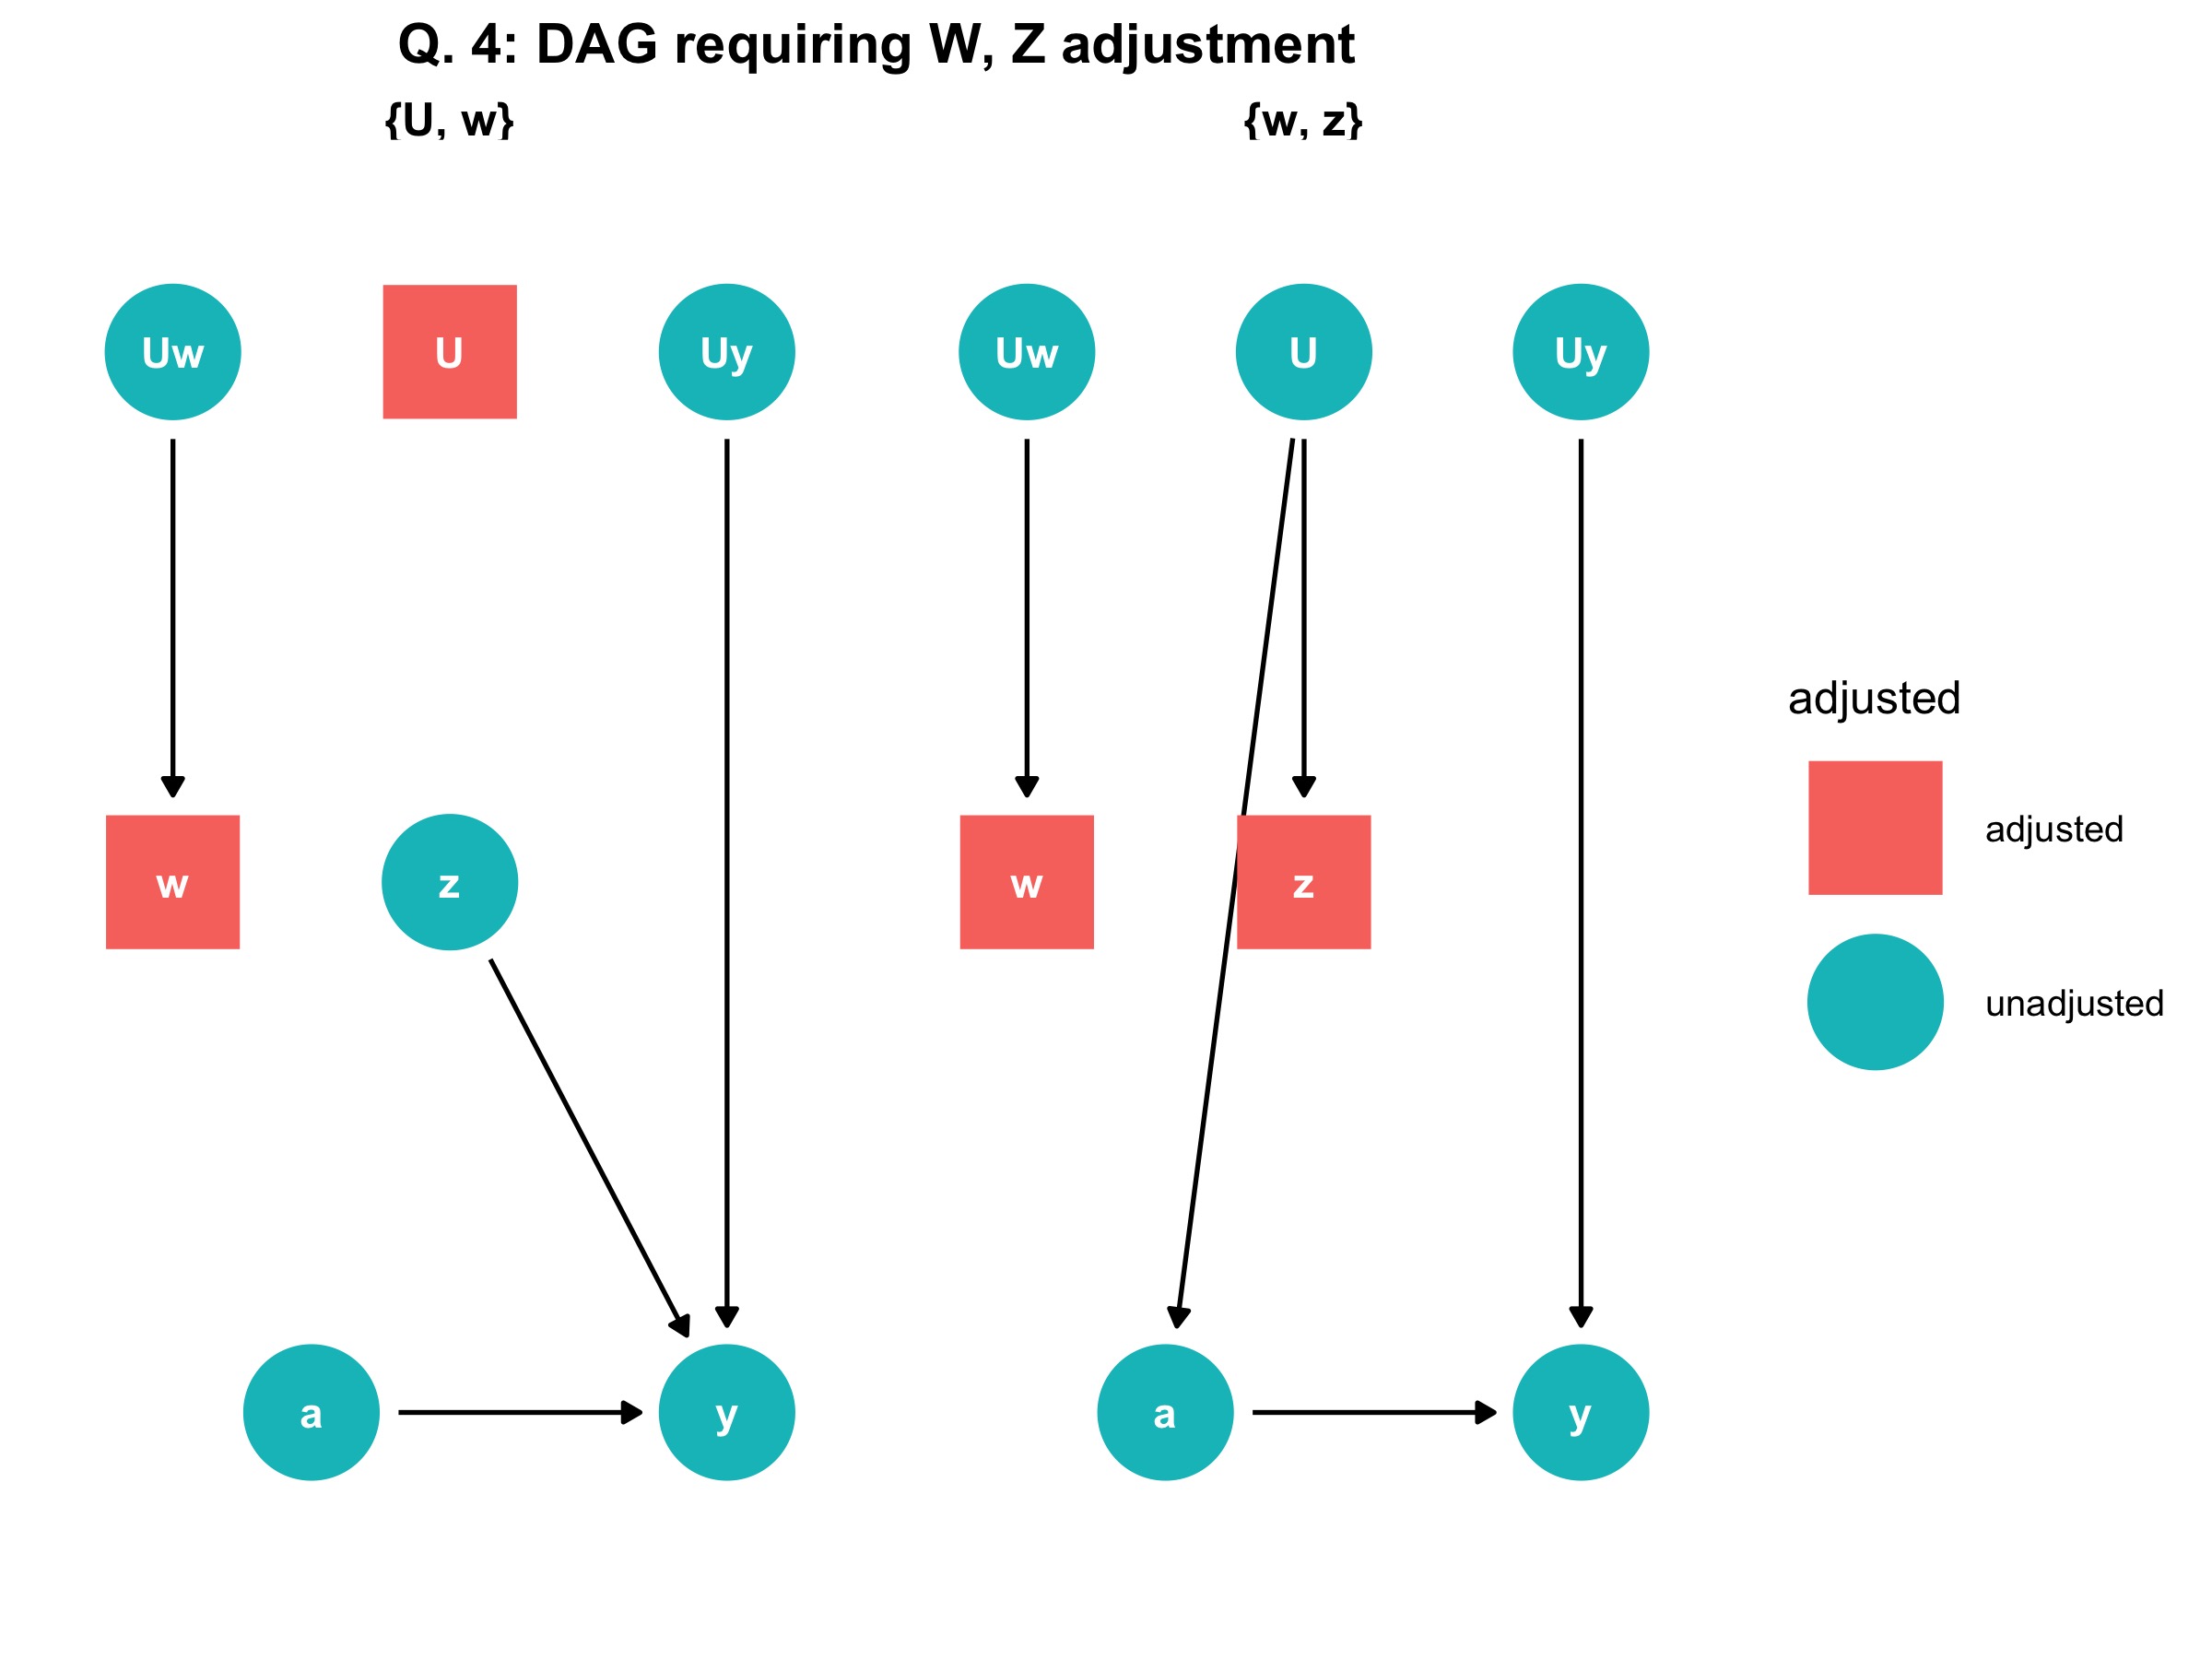 Q. 4: DAG requiring W, Z adjustment
{U, w} {w, z}
Uw U Uy Uw U Uy
adjusted
adjusted
w z w z
unadjusted
a y a y